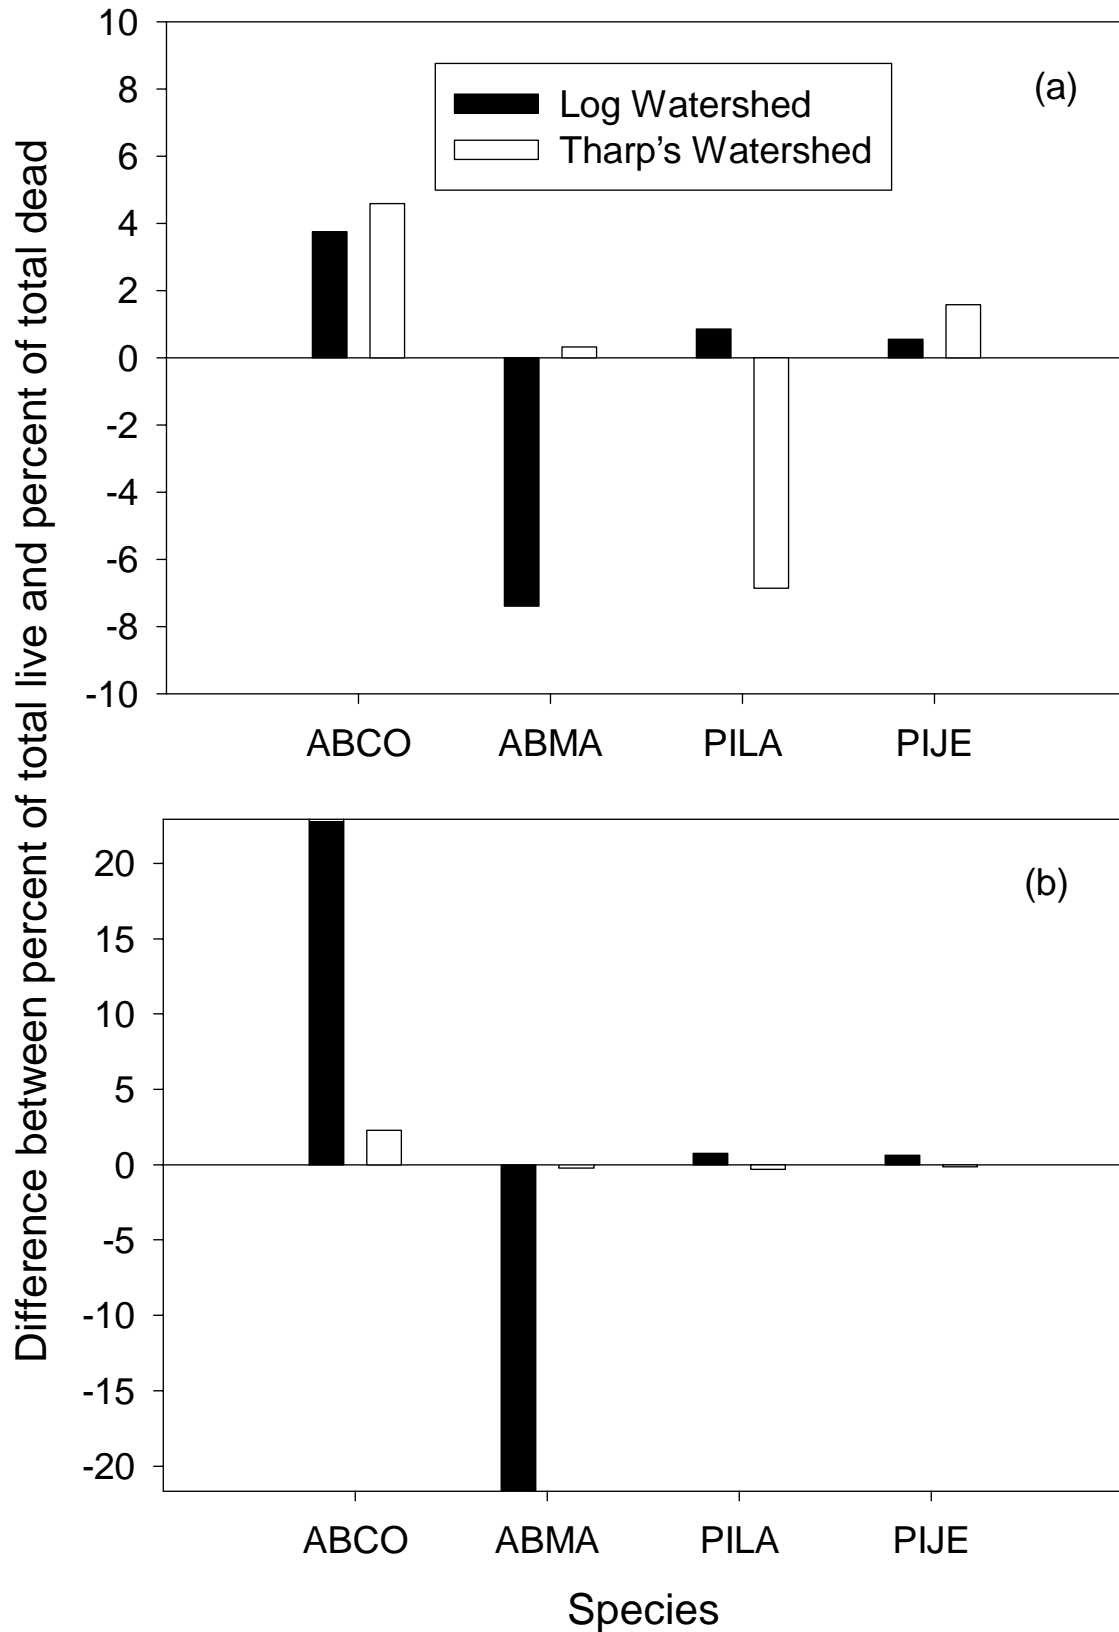 Difference between percent of total live and percent of total dead
10
8
6
4
2
0
-2
-4
-6
-8
-10
(a)
Log Watershed
Tharp's Watershed
ABCO ABMA PILA PIJE
20
15
10
5
0
-5
-10
-15
-20
(b)
ABCO ABMA PILA PIJE
Species